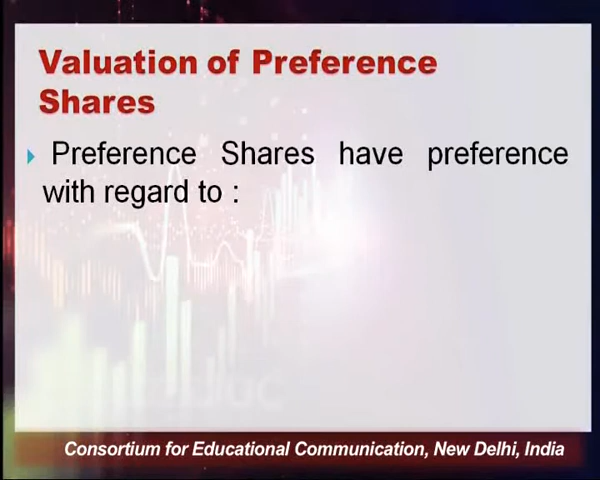 Valuation of Preference
Shares
Preference Shares have preference
with regard to :
Consortium for Educational Communication, New Delhi, India